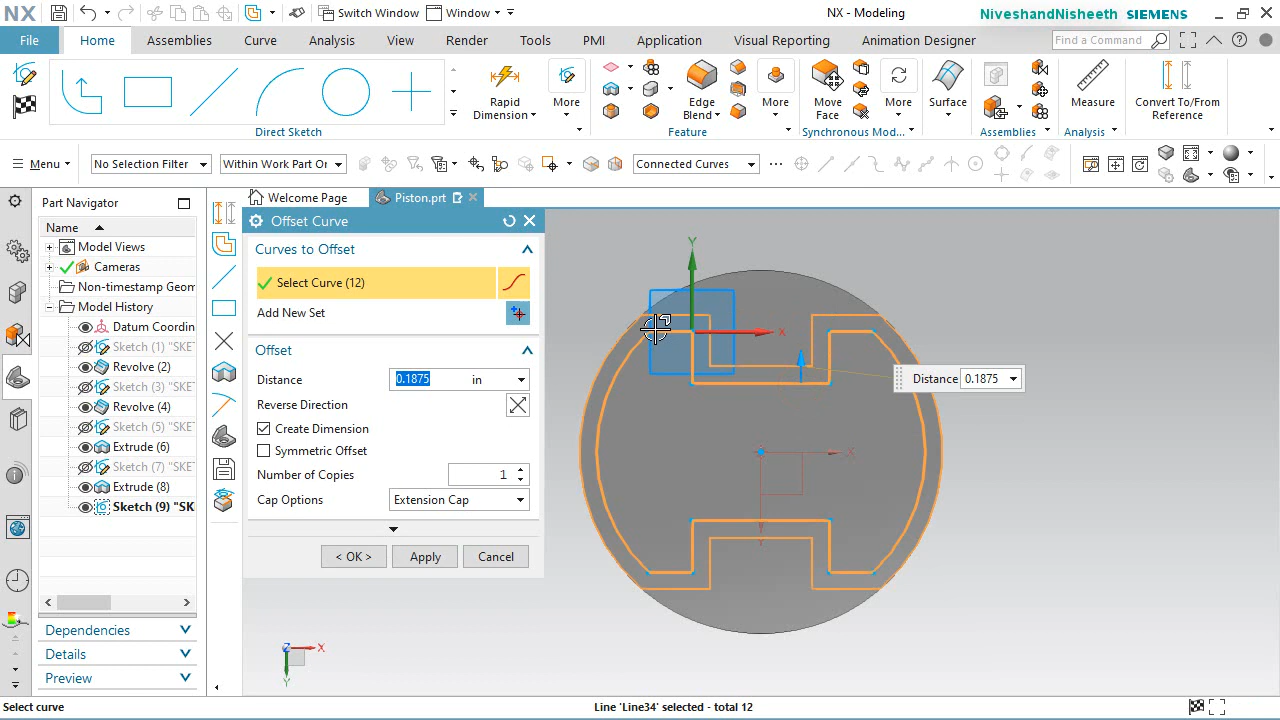 NX
Switch Window
Window
NX - Modeling
NiveshandNisheeth SIEMENS
File Home Assemblies Curve Analysis View Render Tools PMI Application Visual Reporting Animation Designer
Find a Command
Rapid Dimension
More
Edge Blend
More
Move Face
More
Surface
Measure
Convert To/From Reference
Direct Sketch
Feature
Synchronous Mod...
Assemblies
Analysis
Menu
No Selection Filter
Within Work Part Or
Connected Curves
Part Navigator
Welcome Page
Piston.prt
Name
Model Views
Cameras
Non-timestamp Geom
Model History
Datum Coordin
Sketch (1) "SKE
Revolve (2)
Sketch (3) "SKE
Revolve (4)
Sketch (5) "SKE
Extrude (6)
Sketch (7) "SKE
Extrude (8)
Sketch (9) "SK
Dependencies
Details
Preview
Offset Curve
Curves to Offset
Select Curve (12)
Add New Set
Offset
Distance
0.1875 in
Reverse Direction
Create Dimension
Symmetric Offset
Number of Copies
1
Cap Options
Extension Cap
< OK >
Apply
Cancel
Y
X
Distance 0.1875
X
Y
Z
X
Y
Select curve
Line 'Line34' selected - total 12